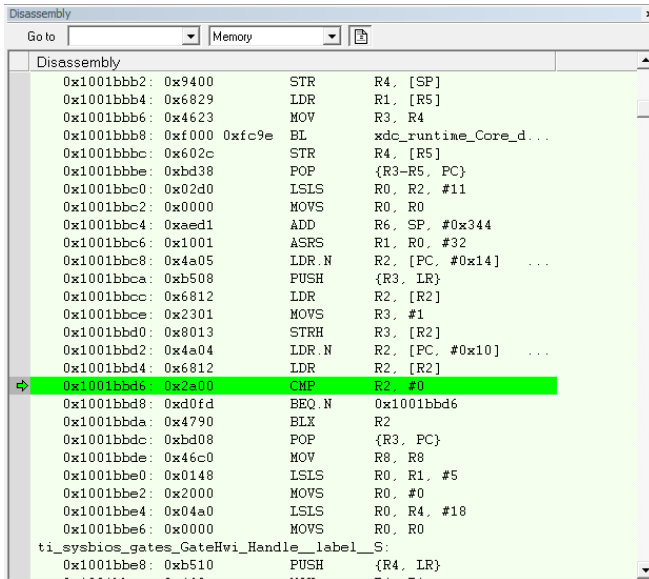 Disassembly
Go to Memory
Disassembly
0x1001bbb2: 0x9400 STR R4, [SP]
0x1001bbb4: 0x6829 LDR R1, [R5]
0x1001bbb6: 0x4623 MOV R3, R4
0x1001bbb8: 0xf000 0xfc9e BL xdc_runtime_Core_d...
0x1001bbbc: 0x602c STR R4, [R5]
0x1001bbbe: 0xbd38 POP {R3-R5, PC}
0x1001bbc0: 0x02d0 LSLS R0, R2, #11
0x1001bbc2: 0x0000 MOVS R0, R0
0x1001bbc4: 0xaed1 ADD R6, SP, #0x344
0x1001bbc6: 0x1001 ASRS R1, R0, #32
0x1001bbc8: 0x4a05 LDR.N R2, [PC, #0x14] ...
0x1001bbca: 0xb508 PUSH {R3, LR}
0x1001bbcc: 0x6812 LDR R2, [R2]
0x1001bbce: 0x2301 MOVS R3, #1
0x1001bbd0: 0x8013 STRH R3, [R2]
0x1001bbd2: 0x4a04 LDR.N R2, [PC, #0x10] ...
0x1001bbd4: 0x6812 LDR R2, [R2]
0x1001bbd6: 0x2a00 CMP R2, #0
0x1001bbd8: 0xd0fd BEQ.N 0x1001bbd6
0x1001bbda: 0x4790 BLX R2
0x1001bbdc: 0xbd08 POP {R3, PC}
0x1001bbde: 0x46c0 MOV R8, R8
0x1001bbe0: 0x0148 LSLS R0, R1, #5
0x1001bbe2: 0x2000 MOVS R0, #0
0x1001bbe4: 0x04a0 LSLS R0, R4, #18
0x1001bbe6: 0x0000 MOVS R0, R0
ti_sysbios_gates_GateHwi_Handle__label__S:
0x1001bbe8: 0xb510 PUSH {R4, LR}